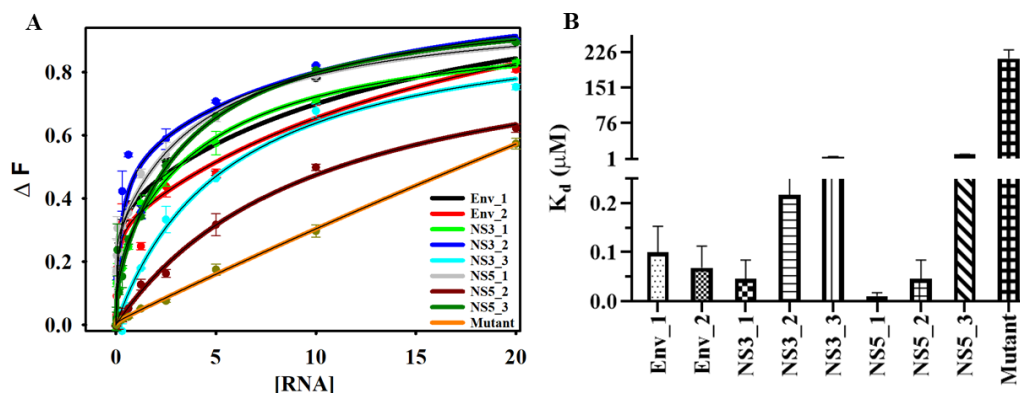 A
Δ F
0.8
0.6
0.4
0.2
0.0
0
5
10
15
20
[RNA]
Env_1
Env_2
NS3_1
NS3_2
NS3_3
NS5_1
NS5_2
NS5_3
Mutant
B
K_d (μM)
226
151
76
1
0.2
0.1
0.0
Env_1
Env_2
NS3_1
NS3_2
NS3_3
NS5_1
NS5_2
NS5_3
Mutant